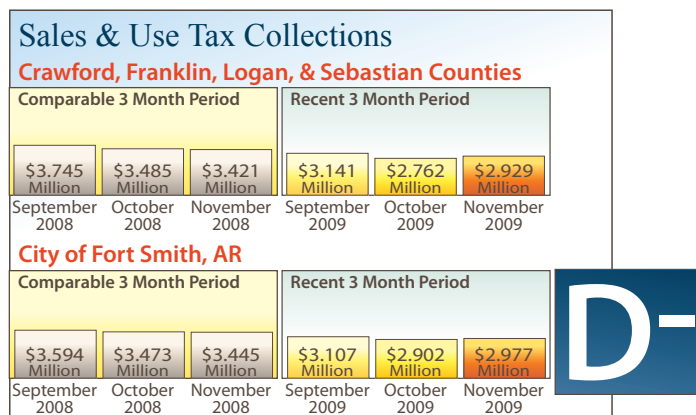 Sales & Use Tax Collections
Crawford, Franklin, Logan, & Sebastian Counties
Comparable 3 Month Period
Recent 3 Month Period
$3.745 Million
$3.485 Million
$3.421 Million
$3.141 Million
$2.762 Million
$2.929 Million
September 2008
October 2008
November 2008
September 2009
October 2009
November 2009
City of Fort Smith, AR
Comparable 3 Month Period
Recent 3 Month Period
$3.594 Million
$3.473 Million
$3.445 Million
$3.107 Million
$2.902 Million
$2.977 Million
September 2008
October 2008
November 2008
September 2009
October 2009
November 2009
D-